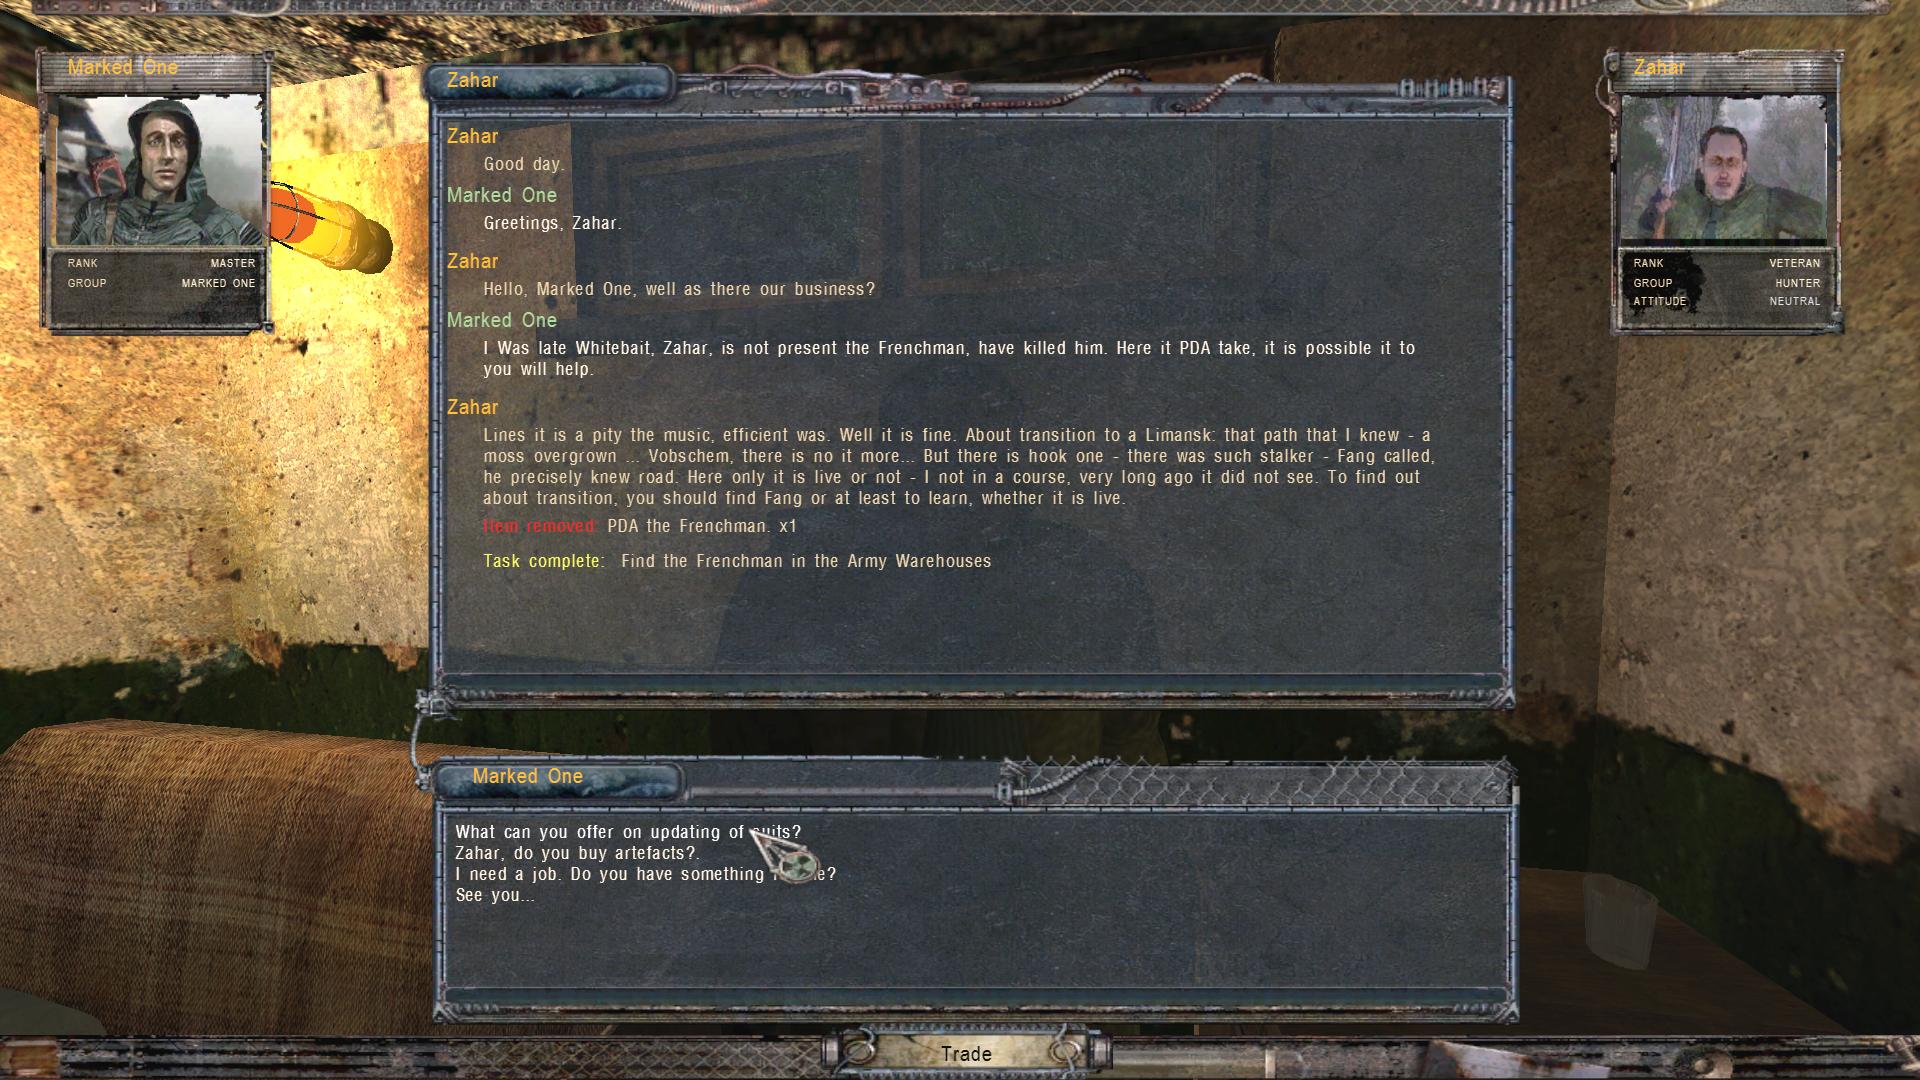 Marked One
RANK MASTER
GROUP MARKED ONE
Zahar
Zahar
Good day.
Marked One
Greetings, Zahar.
Zahar
Hello, Marked One, well as there our business?
Marked One
I Was late Whitebait, Zahar, is not present the Frenchman, have killed him. Here it PDA take, it is possible it to
you will help.
Zahar
Lines it is a pity the music, efficient was. Well it is fine. About transition to a Limansk: that path that I knew - a
moss overgrown ... Vobschem, there is no it more... But there is hook one - there was such stalker - Fang called,
he precisely knew road. Here only it is live or not - I not in a course, very long ago it did not see. To find out
about transition, you should find Fang or at least to learn, whether it is live.
Item removed: PDA the Frenchman. x1
Task complete: Find the Frenchman in the Army Warehouses
Zahar
RANK VETERAN
GROUP HUNTER
ATTITUDE NEUTRAL
Marked One
What can you offer on updating of suits?
Zahar, do you buy artefacts?.
I need a job. Do you have something
See you...
Trade